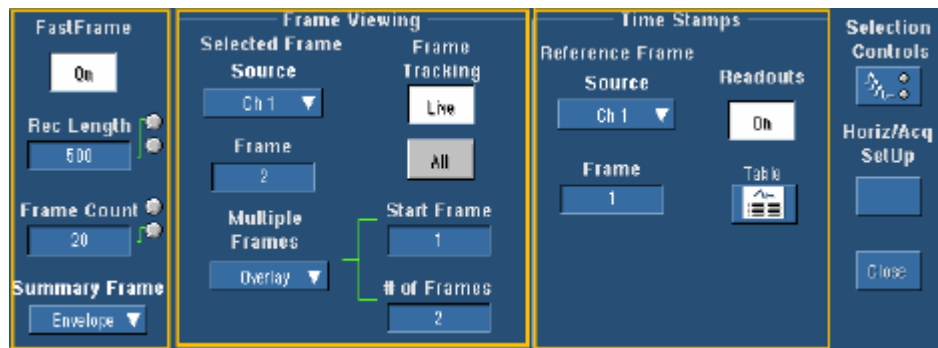 FastFrame
On
Rec Length
500
Frame Count
20
Summary Frame
Envelope
Frame Viewing
Selected Frame
Source
Ch 1
Frame
2
Multiple
Frames
Overlay
Frame
Tracking
Live
All
Start Frame
1
# of Frames
2
Time Stamps
Reference Frame
Source
Ch 1
Frame
1
Readouts
On
Table
Selection
Controls
Horiz/Acq
SetUp
Close